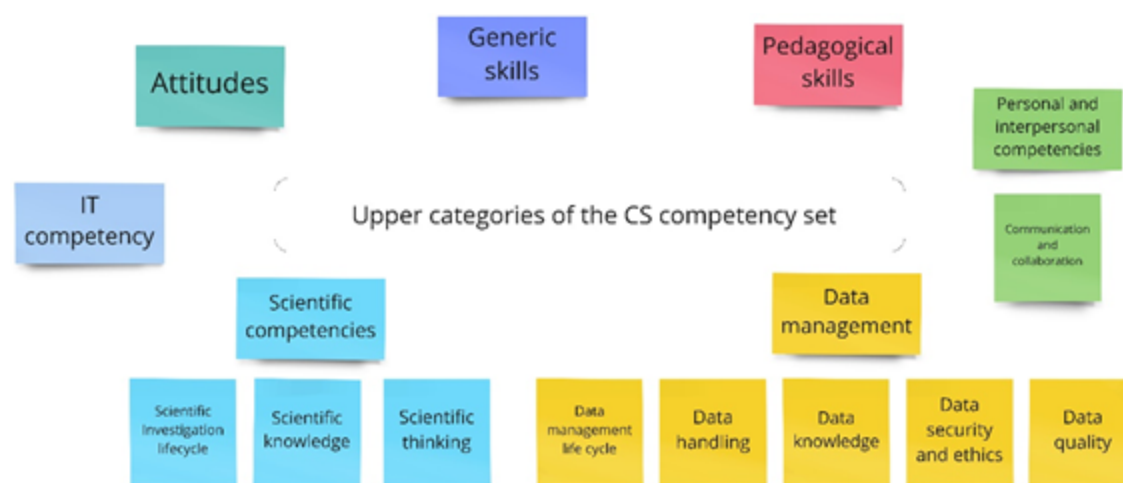 Attitudes
Generic
skills
Pedagogical
skills
Personal and
interpersonal
competencies
IT
competency
Upper categories of the CS competency set
Communication
and
collaboration
Scientific
competencies
Data
management
Scientific
Investigation
lifecycle
Scientific
knowledge
Scientific
thinking
Data
management
life cycle
Data
handling
Data
knowledge
Data
security
and ethics
Data
quality